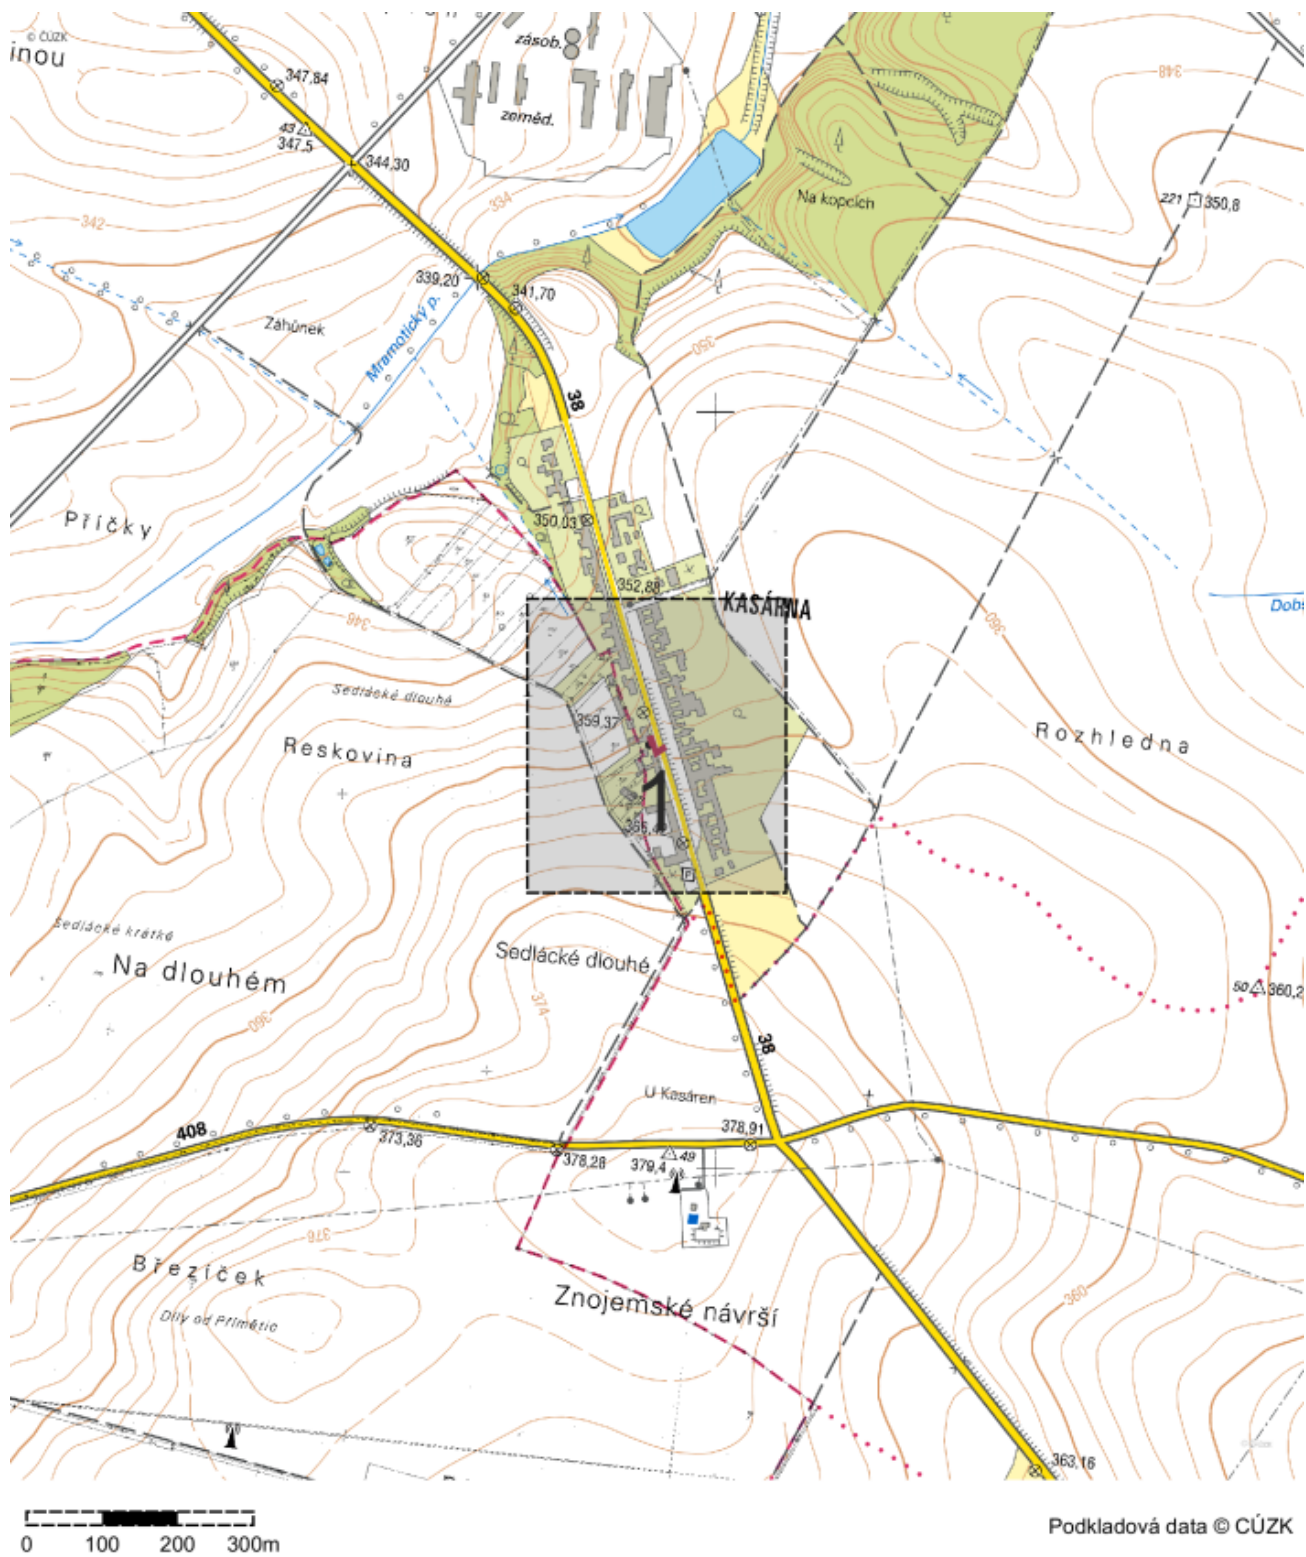 © ČÚZK
inou
zásob.
347,84
348
43
347,5
zeměd.
344,30
334
Na kopcích
221
350,8
342
339,20
341,70
Mramotický p.
Záhůnek
350
38
Příčky
350,03
352,88
KASÁRNA
346
360
Dobš
Sedlácké dlouhé
359,37
Rozhledna
Reskovina
1
P
Sedlácké krátké
Na dlouhém
Sedlácké dlouhé
374
50
360,2
360
38
U Kasáren
408
373,36
378,91
378,28
49
379,4
376
Březíček
360
Znojemské návrší
Díly od Přímětic
363,16
0 100 200 300m
Podkladová data © ČÚZK